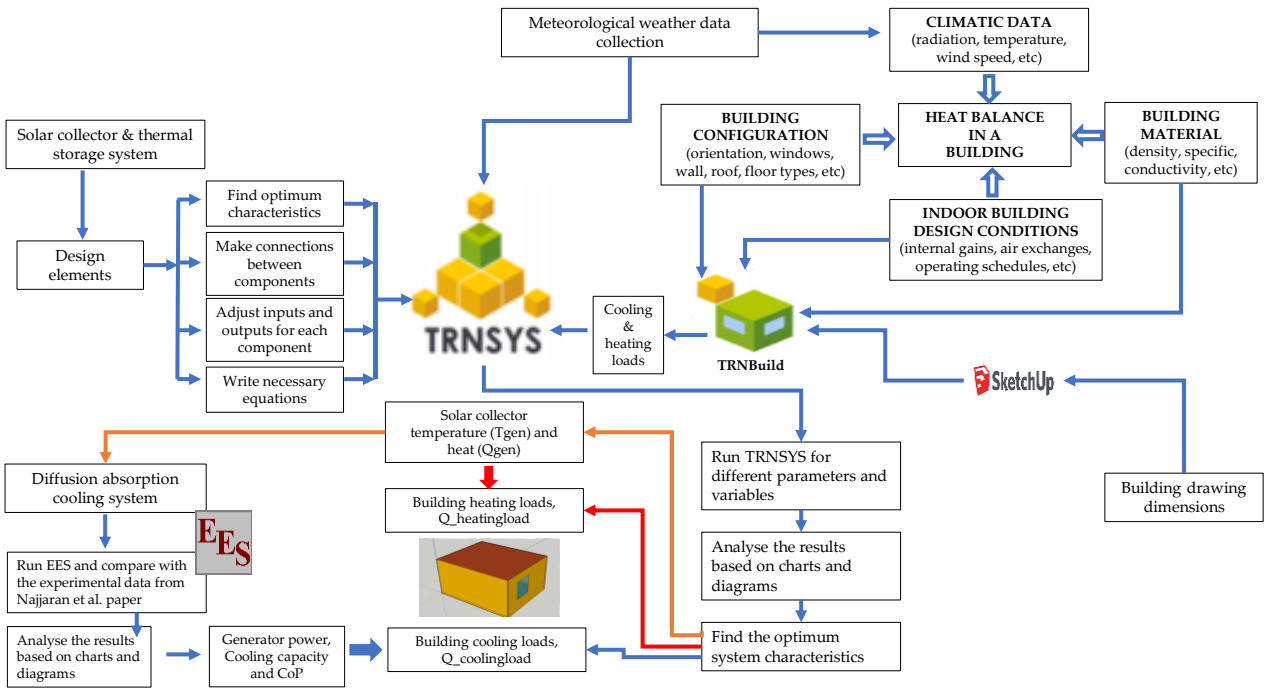 Meteorological weather data
collection
CLIMATIC DATA
(radiation, temperature,
wind speed, etc)
Solar collector & thermal
storage system
BUILDING
CONFIGURATION
(orientation, windows,
wall, roof, floor types, etc)
HEAT BALANCE
IN A
BUILDING
BUILDING
MATERIAL
(density, specific,
conductivity, etc)
Find optimum
characteristics
Design
elements
Make connections
between
components
Adjust inputs and
outputs for each
component
Write necessary
equations
INDOOR BUILDING
DESIGN CONDITIONS
(internal gains, air exchanges,
operating schedules, etc)
TRNSYS
Cooling
&
heating
loads
TRNBuild
SketchUp
Solar collector
temperature (Tgen) and
heat (Qgen)
Run TRNSYS for
different parameters and
variables
Building drawing
dimensions
Diffusion absorption
cooling system
EES
Building heating loads,
Q_heatingload
Analyse the results
based on charts and
diagrams
Run EES and compare with
the experimental data from
Najjaran et al. paper
Analyse the results
based on charts and
diagrams
Generator power,
Cooling capacity
and CoP
Building cooling loads,
Q_coolingload
Find the optimum
system characteristics